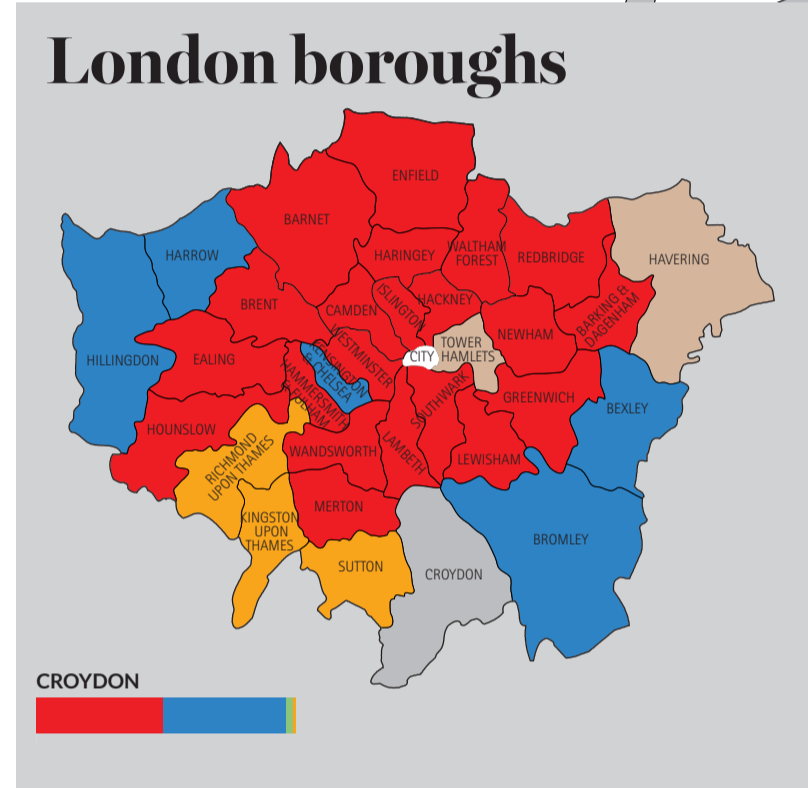 London boroughs
ENFIELD
BARNET
HARROW
HARINGEY
WALTHAM
FOREST
REDBRIDGE
HAVERING
BRENT
CAMDEN
ISLINGTON
HACKNEY
BARKING &
DAGENHAM
HILLINGDON
EALING
WESTMINSTER
KENSINGTON
& CHELSEA
CITY
TOWER
HAMLETS
NEWHAM
HAMMERSMITH
& FULHAM
SOUTHWARK
GREENWICH
BEXLEY
HOUNSLOW
RICHMOND
UPON THAMES
WANDSWORTH
LAMBETH
LEWISHAM
MERTON
KINGSTON
UPON
THAMES
SUTTON
CROYDON
BROMLEY
CROYDON